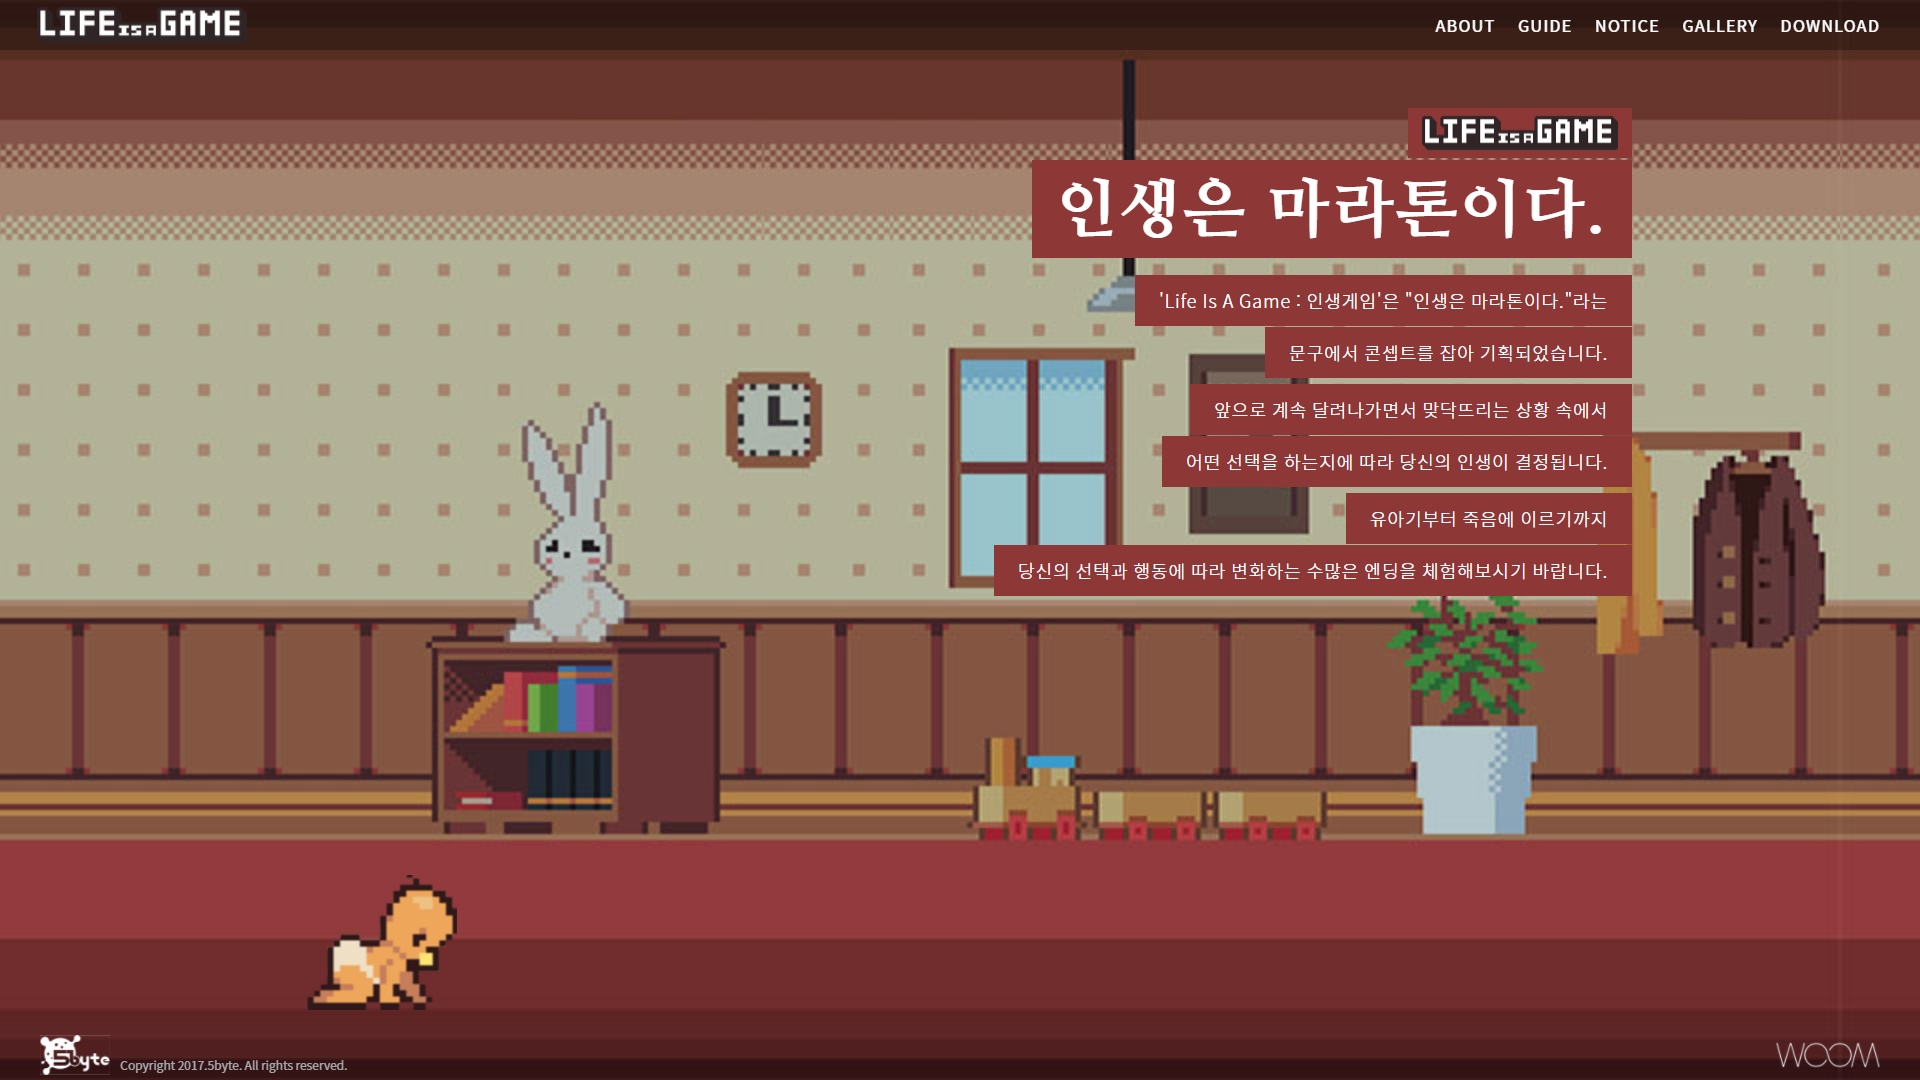 LIFE IS A GAME
ABOUT GUIDE NOTICE GALLERY DOWNLOAD
LIFE IS A GAME
인생은 마라톤이다.
'Life Is A Game : 인생게임'은 "인생은 마라톤이다."라는
문구에서 콘셉트를 잡아 기획되었습니다.
앞으로 계속 달려나가면서 맞닥뜨리는 상황 속에서
어떤 선택을 하는지에 따라 당신의 인생이 결정됩니다.
유아기부터 죽음에 이르기까지
당신의 선택과 행동에 따라 변화하는 수많은 엔딩을 체험해보시기 바랍니다.
5byte
Copyright 2017.5byte. All rights reserved.
WOOM